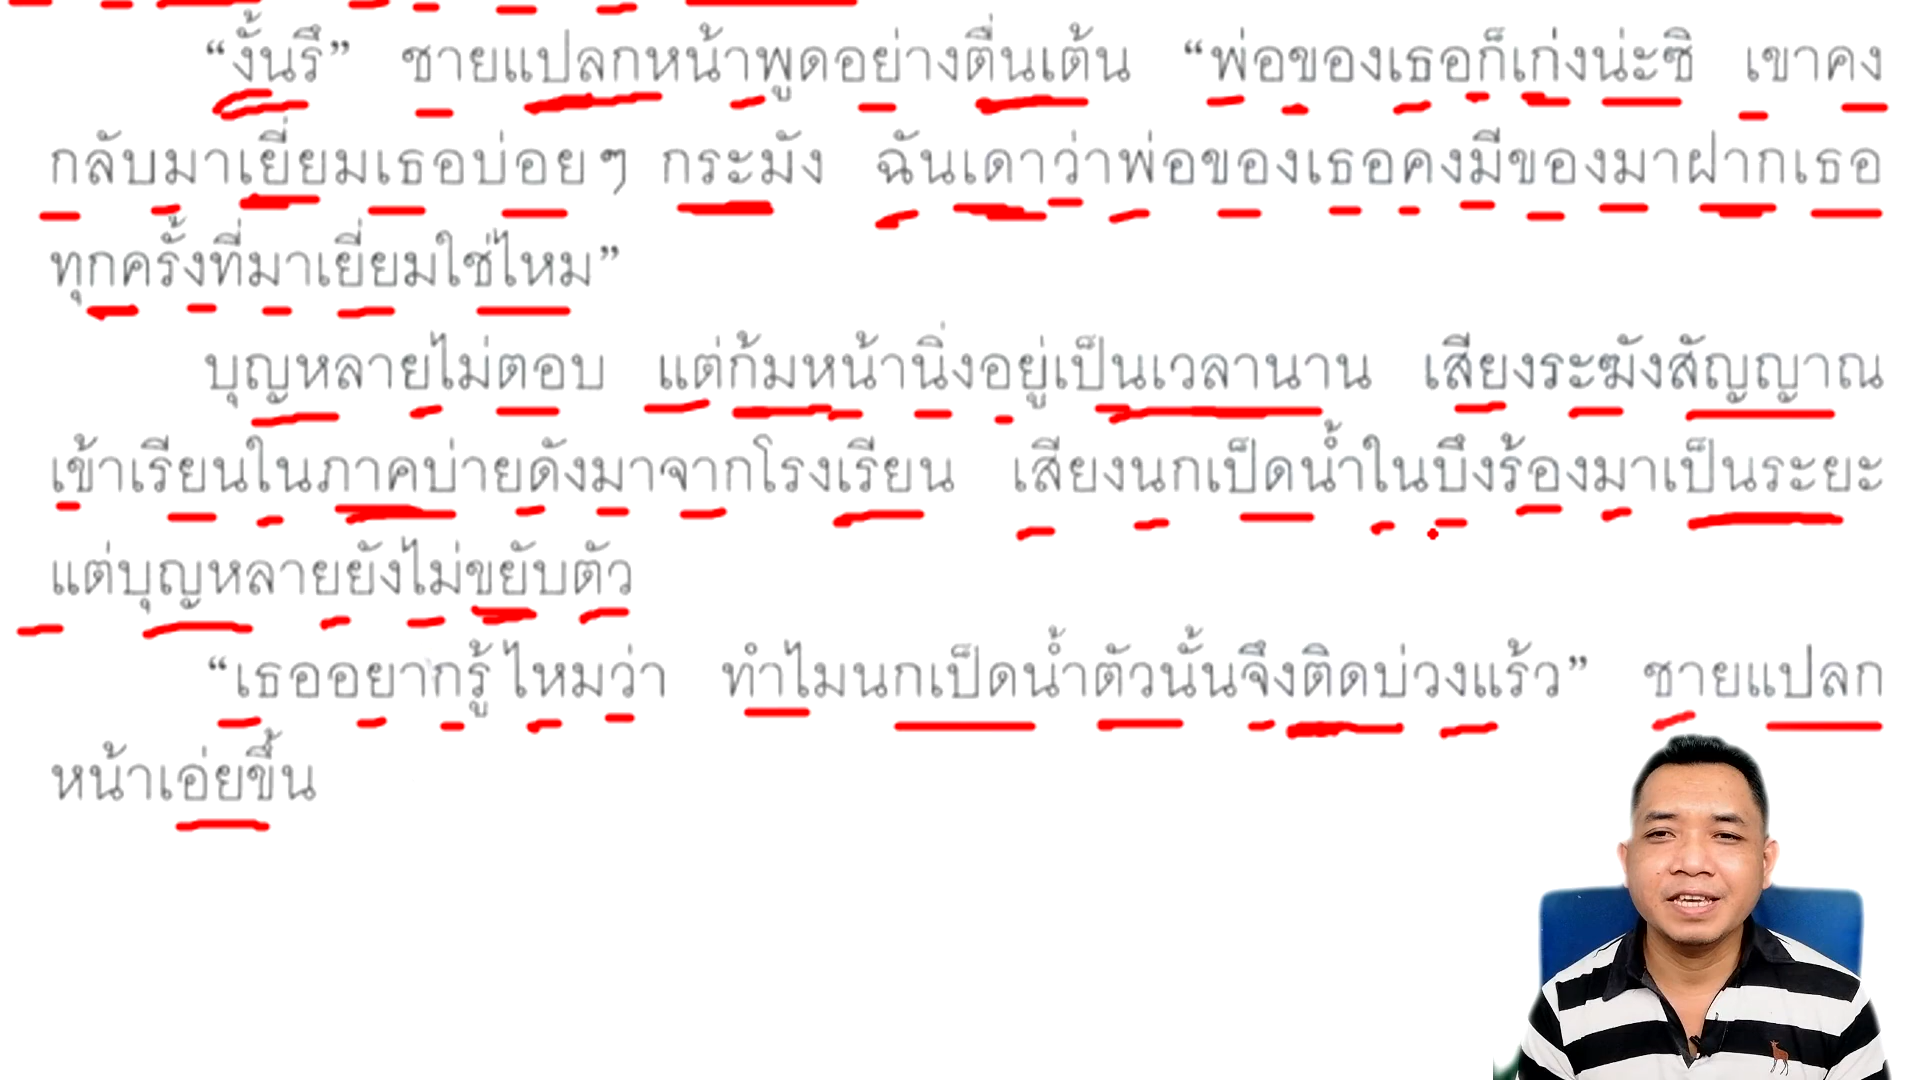 “งั้นรึ” ชายแปลกหน้าพูดอย่างตื่นเต้น “พ่อของเธอก็เก่งน่ะซิ เขาคง
กลับมาเยี่ยมเธอบ่อยๆ กระมัง ฉันเดาว่าพ่อของเธอคงมีของมาฝากเธอ
ทุกครั้งที่มาเยี่ยมใช่ไหม”
บุญหลายไม่ตอบ แต่ก้มหน้านิ่งอยู่เป็นเวลานาน เสียงระฆังสัญญาณ
เข้าเรียนในภาคบ่ายดังมาจากโรงเรียน เสียงนกเป็ดน้ำในบึงร้องมาเป็นระยะ
แต่บุญหลายยังไม่ขยับตัว
“เธออยากรู้ไหมว่า ทำไมนกเป็ดน้ำตัวนั้นจึงติดบ่วงแร้ว” ชายแปลก
หน้าเอ่ยขึ้น